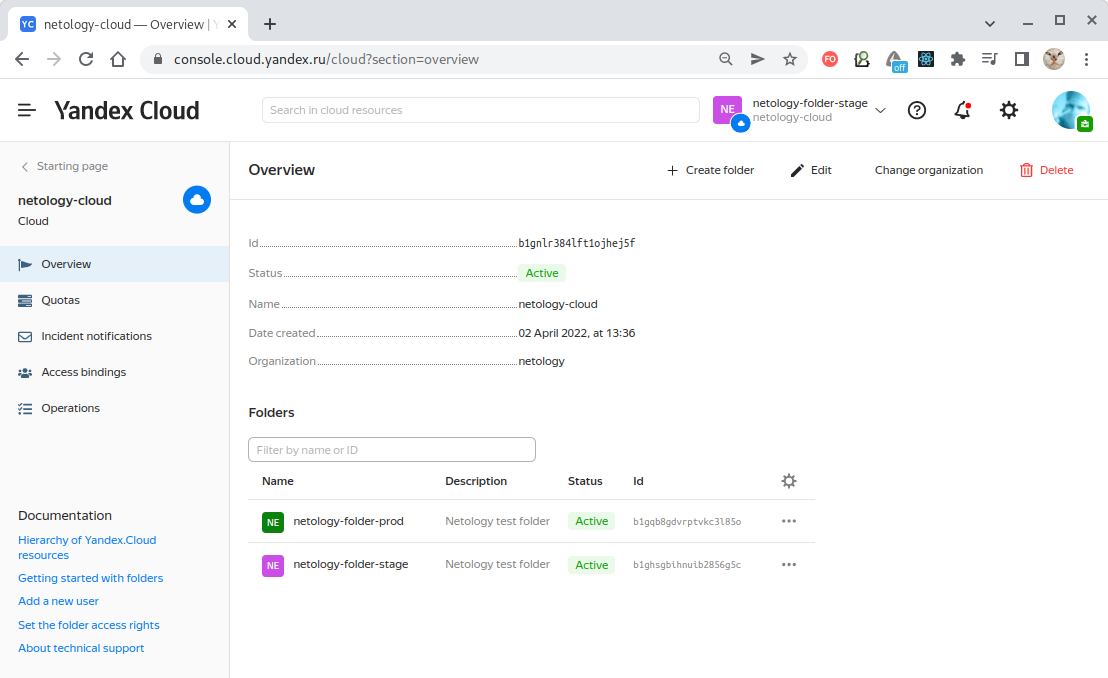 YC netology-cloud — Overview |
console.cloud.yandex.ru/cloud?section=overview
FO
off
Yandex Cloud
Search in cloud resources
NE
netology-folder-stage
netology-cloud
Starting page
netology-cloud
Cloud
Overview
Quotas
Incident notifications
Access bindings
Operations
Documentation
Hierarchy of Yandex.Cloud
resources
Getting started with folders
Add a new user
Set the folder access rights
About technical support
Overview
Create folder
Edit
Change organization
Delete
Id b1gnlr384lft1ojhej5f
Status Active
Name netology-cloud
Date created 02 April 2022, at 13:36
Organization netology
Folders
Filter by name or ID
Name Description Status Id
NE netology-folder-prod Netology test folder Active b1gqb8gdvrptvkc3l85o
NE netology-folder-stage Netology test folder Active b1ghsgbihnuib2856g5c